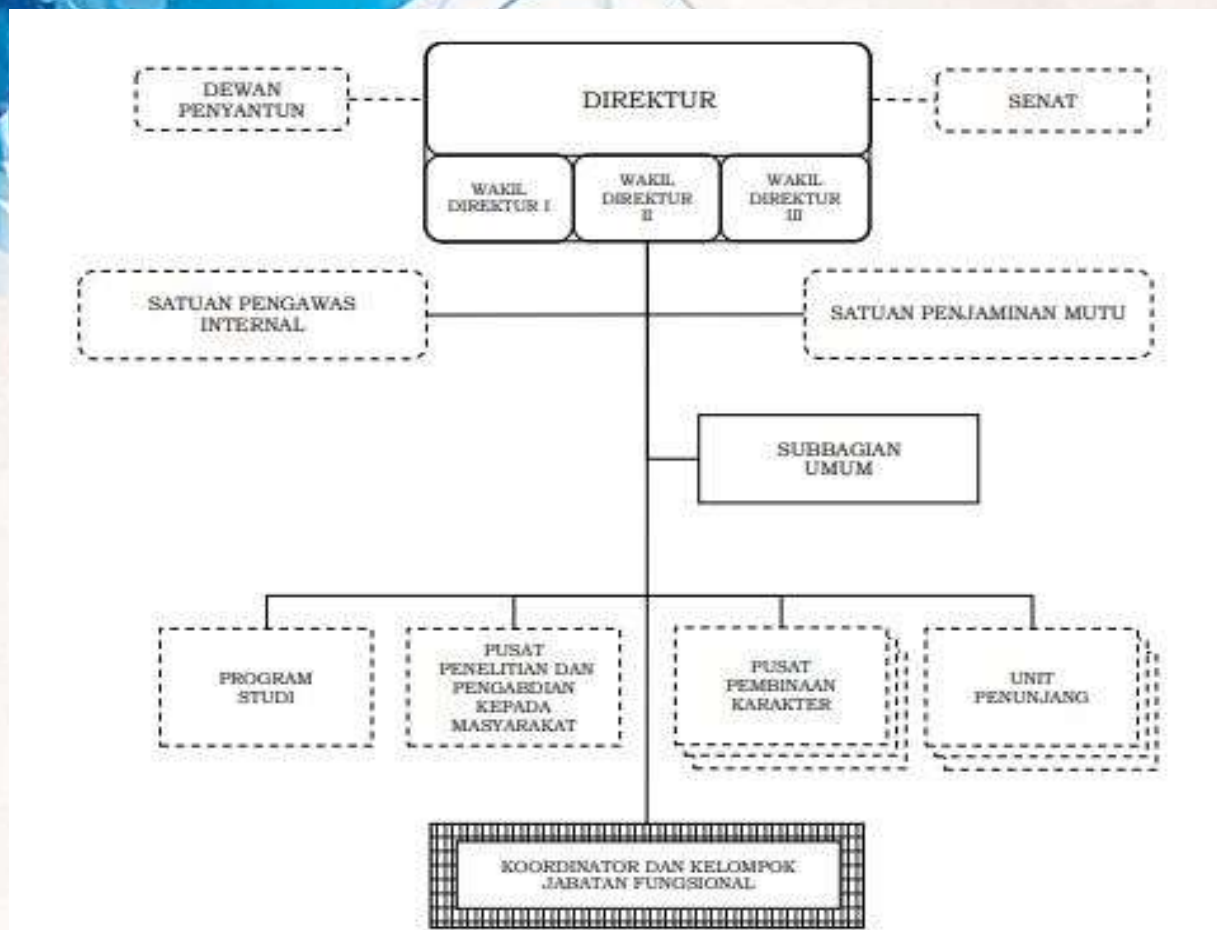 DEWAN
PENYANTUN
DIREKTUR
SENAT
WAKIL
DIREKTUR I
WAKIL
DIREKTUR
II
WAKIL
DIREKTUR
III
SATUAN PENGAWAS
INTERNAL
SATUAN PENJAMINAN MUTU
SUBBAGIAN
UMUM
PROGRAM
STUDI
PUSAT
PENELITIAN DAN
PENGABDIAN
KEPADA
MASYARAKAT
PUSAT
PEMBINAAN
KARAKTER
UNIT
PENUNJANG
KOORDINATOR DAN KELOMPOK
JABATAN FUNGSIONAL